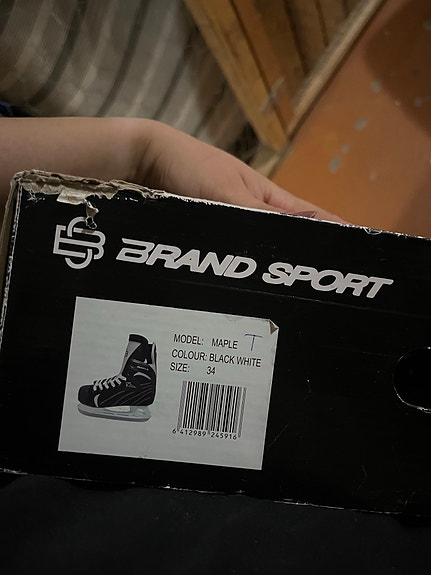 BRAND SPORT
MODEL: MAPLE T
COLOUR: BLACK WHITE
SIZE: 34
6 412989 245916